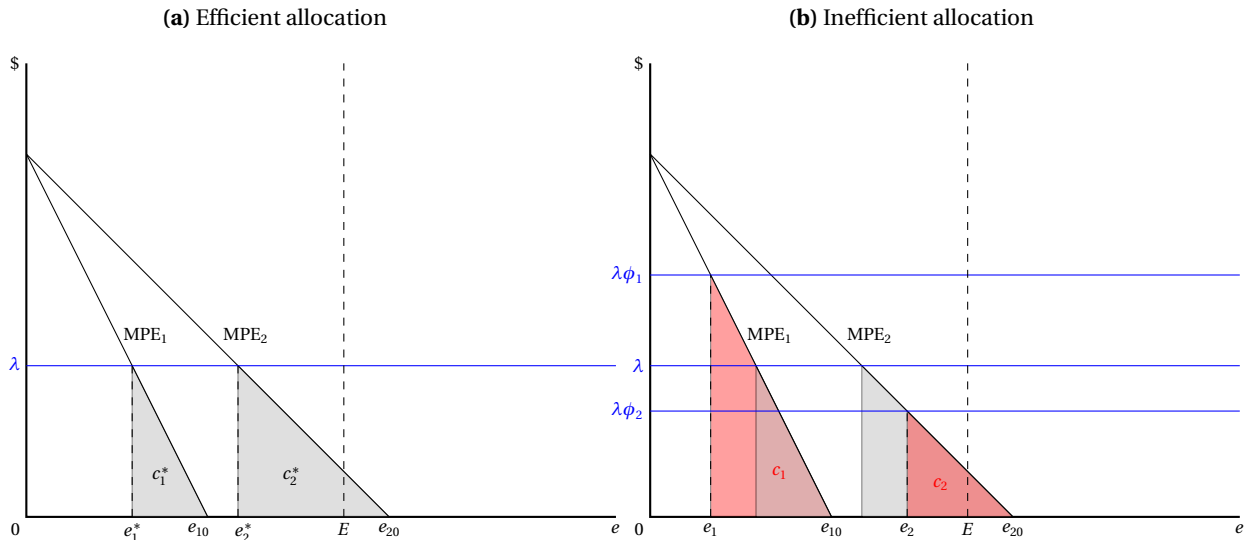 (a) Efficient allocation
$
MPE₁
MPE₂
λ
c₁*
c₂*
0
e₁*
e₁₀
e₂*
E
e₂₀
e
(b) Inefficient allocation
$
λϕ₁
MPE₁
MPE₂
λ
λϕ₂
c₁
c₂
0
e₁
e₁₀
e₂
E
e₂₀
e